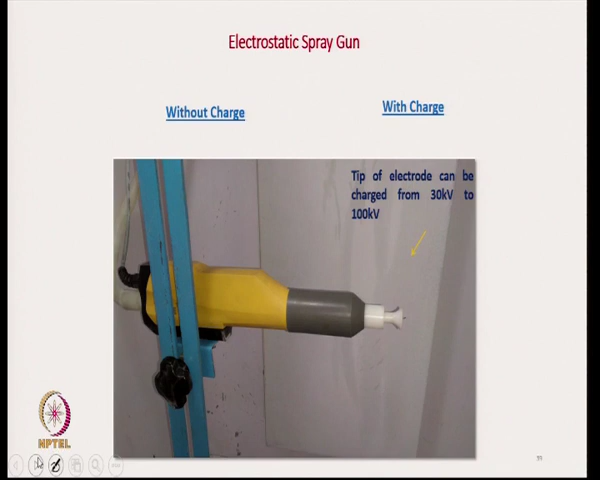 Electrostatic Spray Gun
Without Charge
With Charge
Tip of electrode can be
charged from 30kV to
100kV
NPTEL